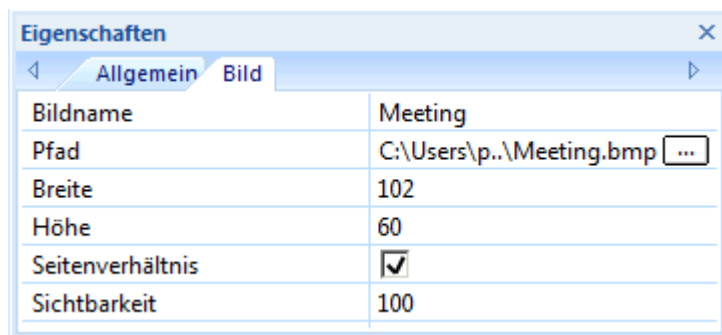 Eigenschaften
Allgemein Bild
Bildname Meeting
Pfad C:\Users\p..\Meeting.bmp ...
Breite 102
Höhe 60
Seitenverhältnis
Sichtbarkeit 100